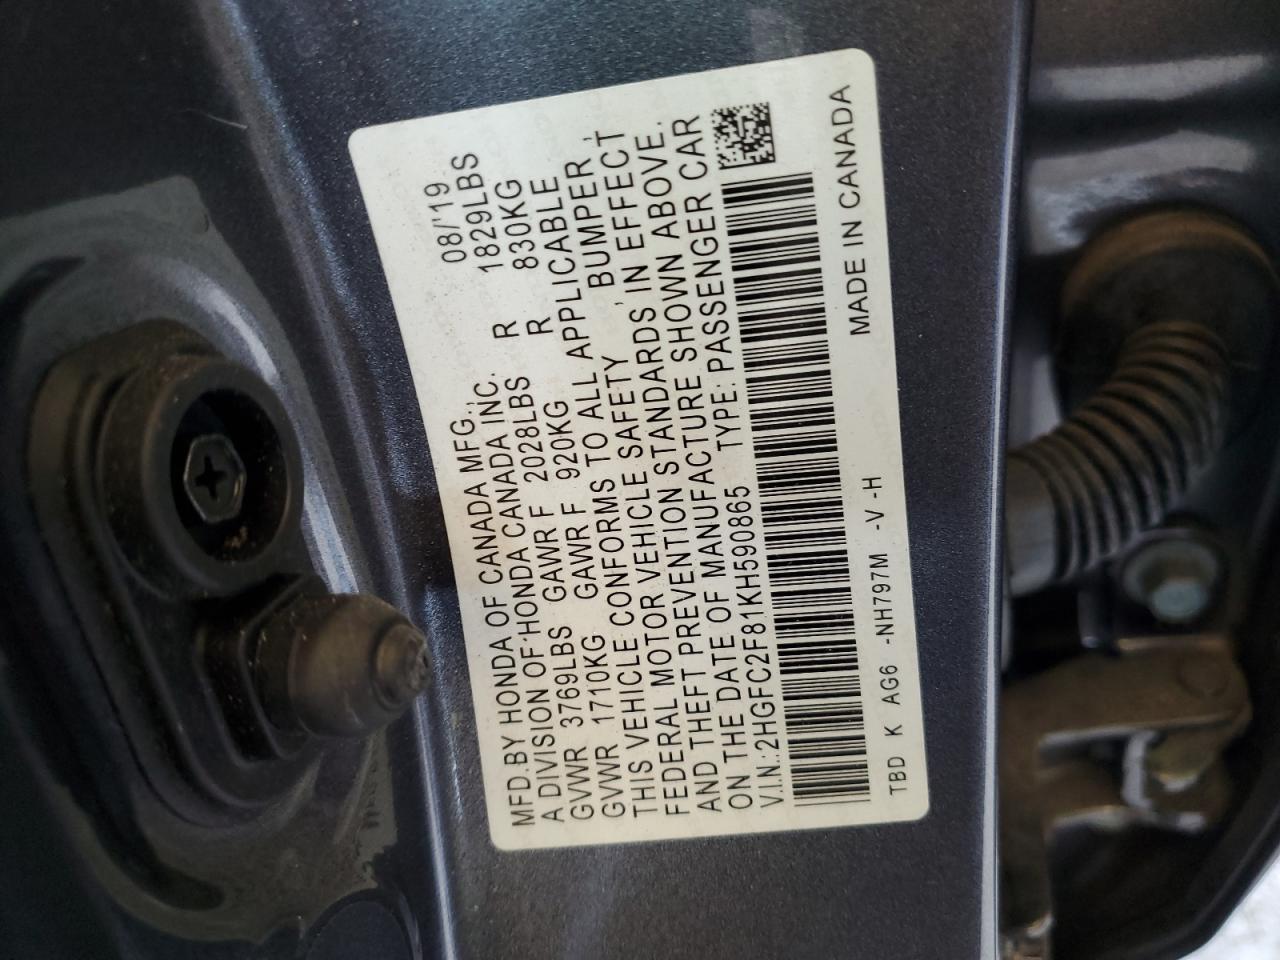 MFD.BY HONDA OF CANADA MFG., 08/'19
A DIVISION OF HONDA CANADA INC.
GVWR 3769LBS GAWR F 2028LBS R 1829LBS
GVWR 1710KG GAWR F 920KG R 830KG
THIS VEHICLE CONFORMS TO ALL APPLICABLE
FEDERAL MOTOR VEHICLE SAFETY, BUMPER,
AND THEFT PREVENTION STANDARDS IN EFFECT
ON THE DATE OF MANUFACTURE SHOWN ABOVE.
V.I.N.:2HGFC2F81KH590865 TYPE: PASSENGER CAR
TBD K AG6 -NH797M -V -H MADE IN CANADA